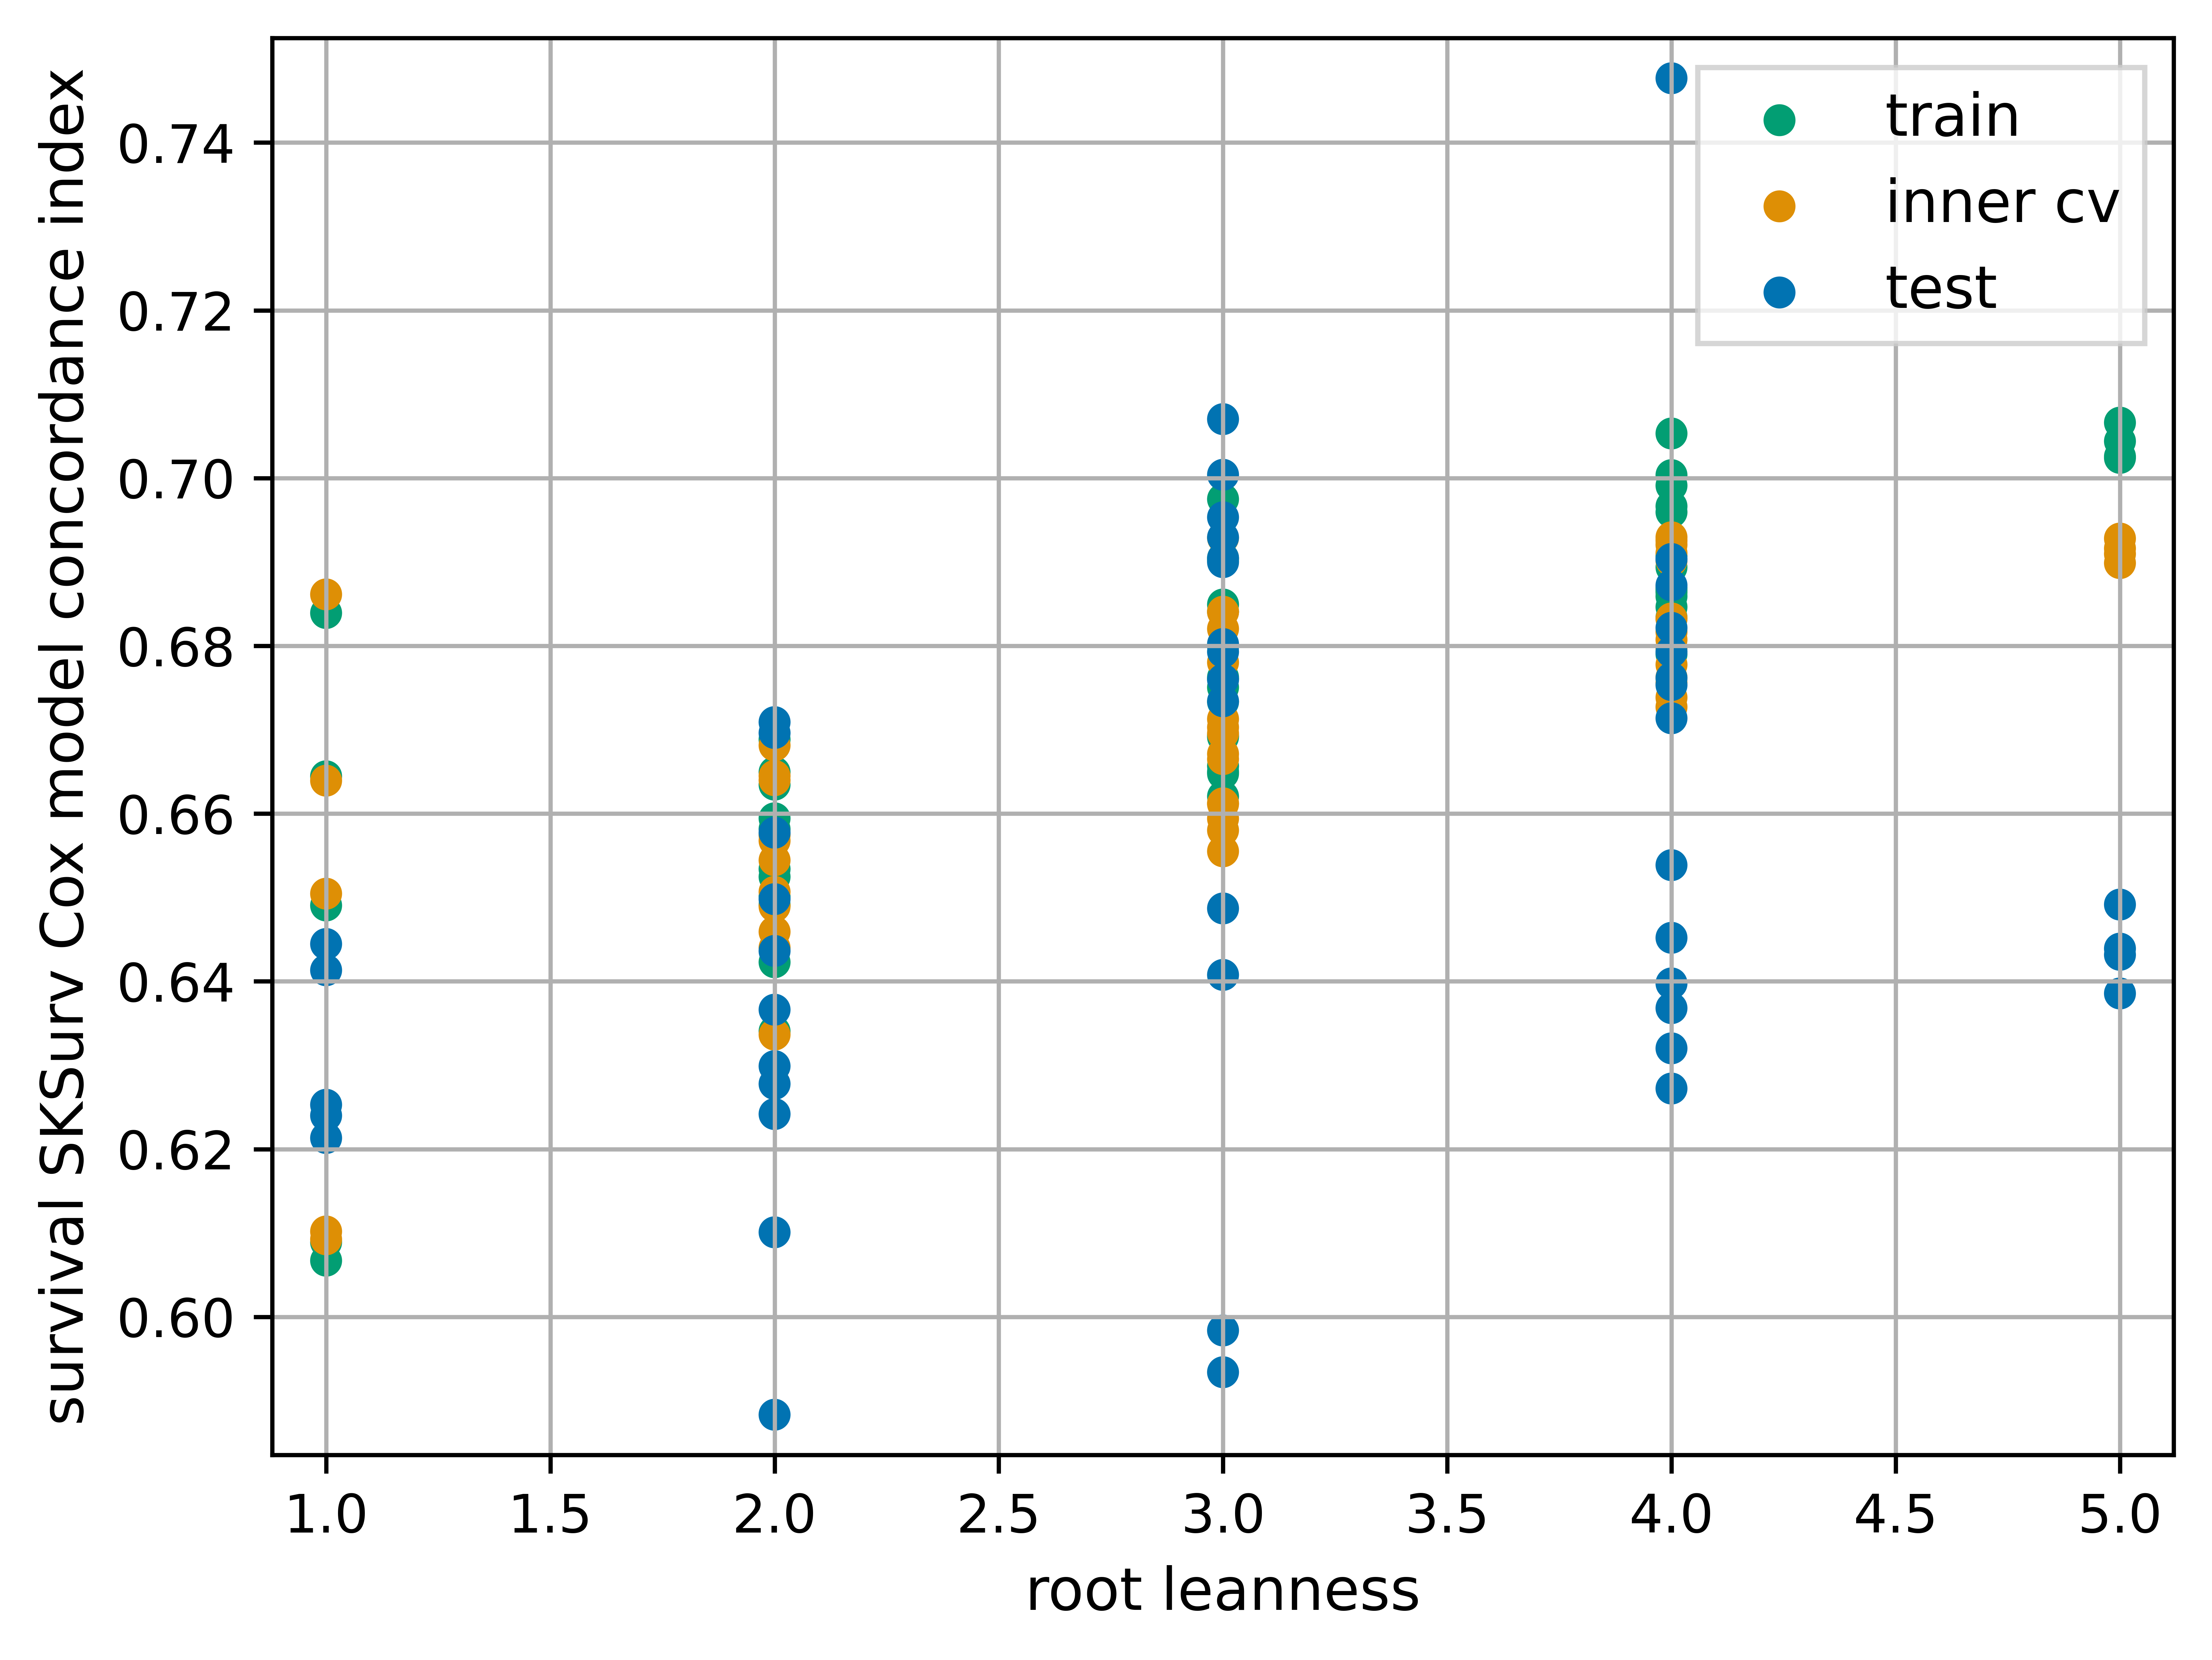 survival SKSurv Cox model concordance index
0.74
0.72
0.70
0.68
0.66
0.64
0.62
0.60
train
inner cv
test
1.0 1.5 2.0 2.5 3.0 3.5 4.0 4.5 5.0
root leanness